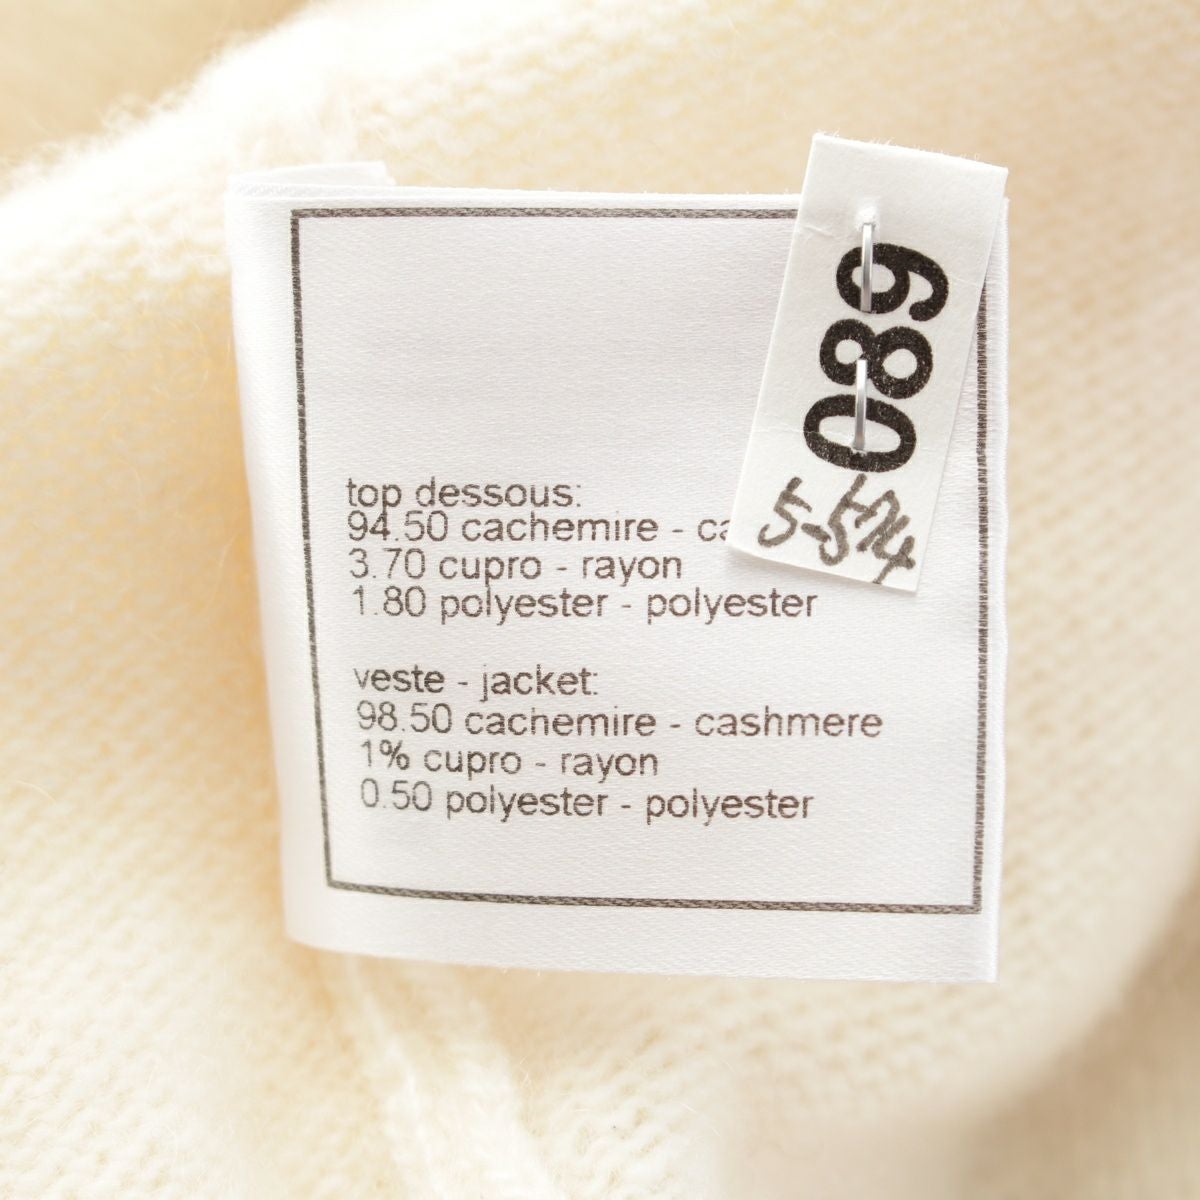 089
5-5-74
top dessous:
94.50 cachemire - ca
3.70 cupro - rayon
1.80 polyester - polyester
veste - jacket:
98.50 cachemire - cashmere
1% cupro - rayon
0.50 polyester - polyester